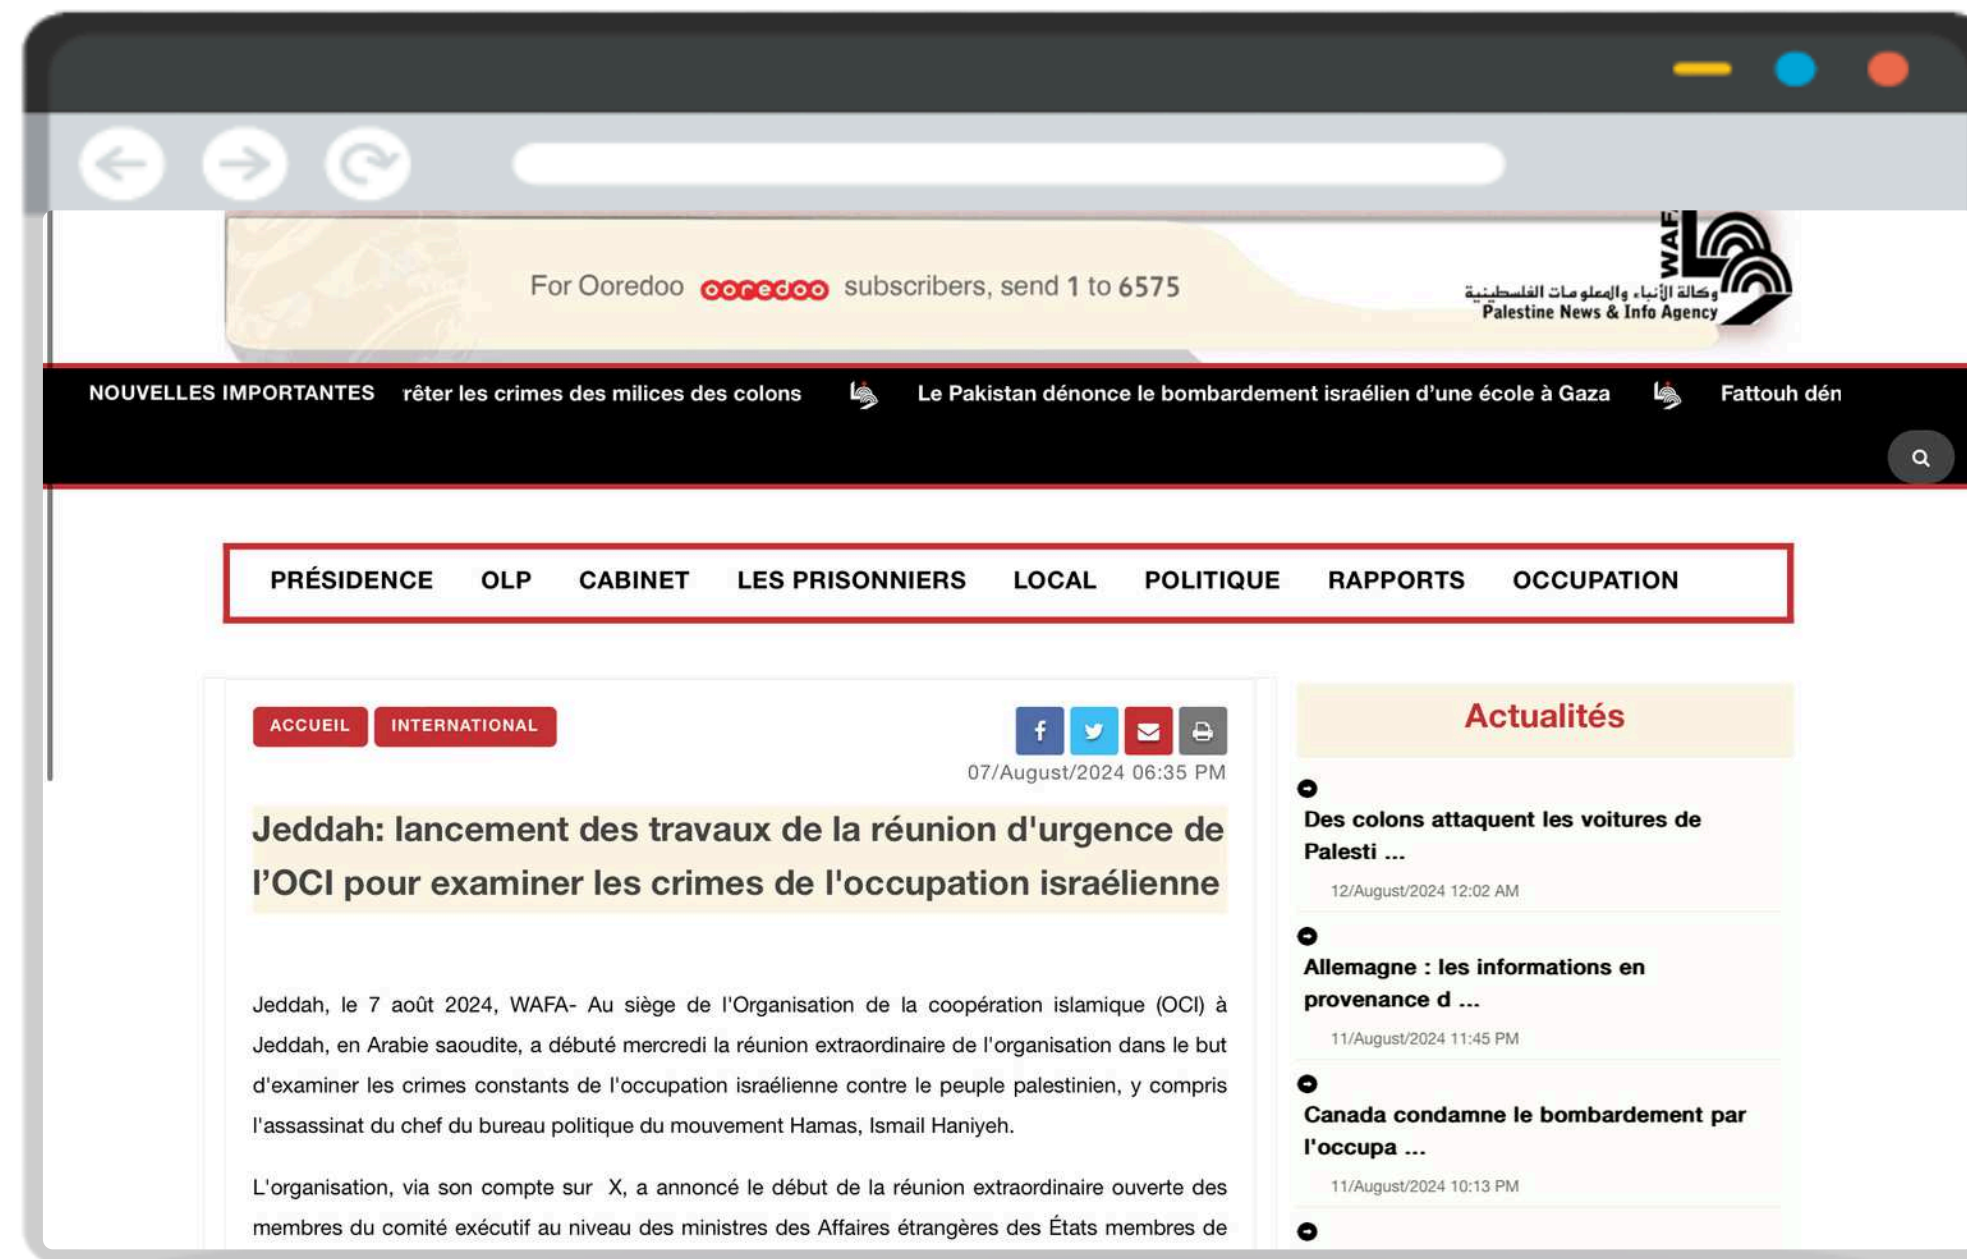 For Ooredoo ooredoo subscribers, send 1 to 6575
WAFA
وكالة الأنباء والمعلومات الفلسطينية
Palestine News & Info Agency
NOUVELLES IMPORTANTES rêter les crimes des milices des colons Le Pakistan dénonce le bombardement israélien d'une école à Gaza Fattouh dén
PRÉSIDENCE OLP CABINET LES PRISONNIERS LOCAL POLITIQUE RAPPORTS OCCUPATION
ACCUEIL INTERNATIONAL
07/August/2024 06:35 PM
Jeddah: lancement des travaux de la réunion d'urgence de
l’OCI pour examiner les crimes de l'occupation israélienne
Jeddah, le 7 août 2024, WAFA- Au siège de l'Organisation de la coopération islamique (OCI) à
Jeddah, en Arabie saoudite, a débuté mercredi la réunion extraordinaire de l'organisation dans le but
d'examiner les crimes constants de l'occupation israélienne contre le peuple palestinien, y compris
l'assassinat du chef du bureau politique du mouvement Hamas, Ismail Haniyeh.
L'organisation, via son compte sur X, a annoncé le début de la réunion extraordinaire ouverte des
membres du comité exécutif au niveau des ministres des Affaires étrangères des États membres de
Actualités
Des colons attaquent les voitures de
Palesti ...
12/August/2024 12:02 AM
Allemagne : les informations en
provenance d ...
11/August/2024 11:45 PM
Canada condamne le bombardement par
l'occupa ...
11/August/2024 10:13 PM